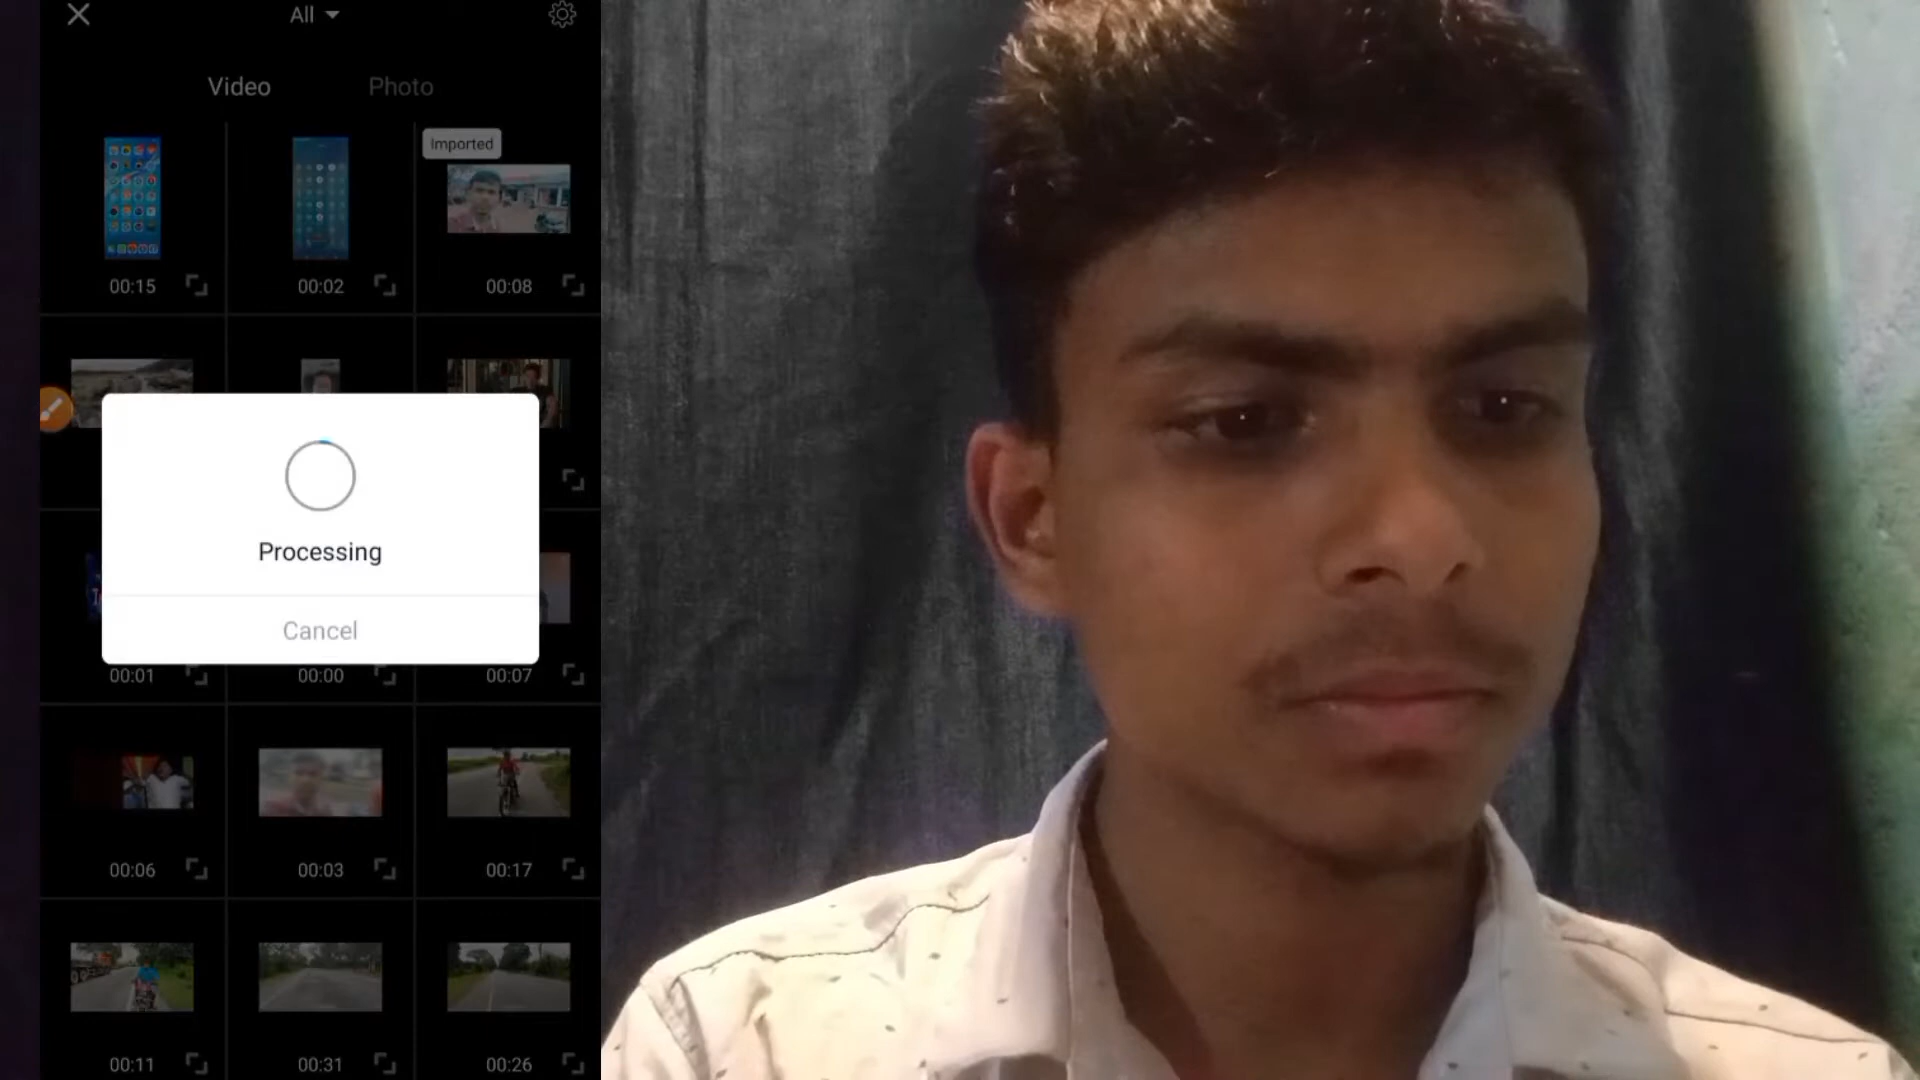 All
Video Photo
Imported
00:15 00:02 00:08
Processing
Cancel
00:01 00:00 00:07
00:06 00:03 00:17
00:11 00:31 00:26